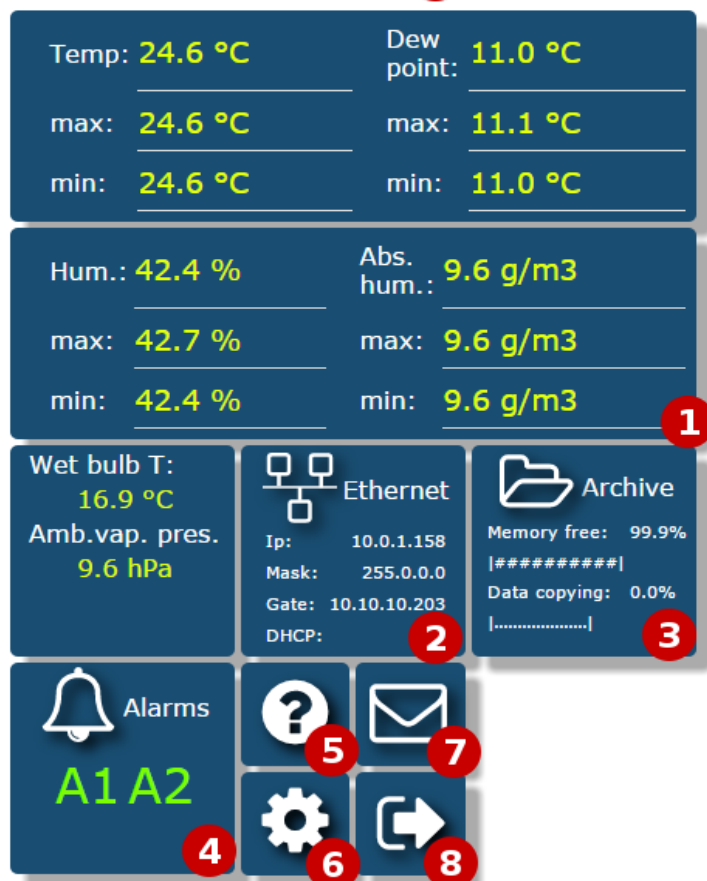 Temp: 24.6 °C
Dew point: 11.0 °C
max: 24.6 °C
max: 11.1 °C
min: 24.6 °C
min: 11.0 °C
Hum.: 42.4 %
Abs. hum.: 9.6 g/m3
max: 42.7 %
max: 9.6 g/m3
min: 42.4 %
min: 9.6 g/m3
1
Wet bulb T:
16.9 °C
Amb.vap. pres.
9.6 hPa
Ethernet
Ip: 10.0.1.158
Mask: 255.0.0.0
Gate: 10.10.10.203
DHCP:
2
Archive
Memory free: 99.9%
|##########|
Data copying: 0.0%
|....................|
3
Alarms
A1 A2
4
?
5
7
6
8